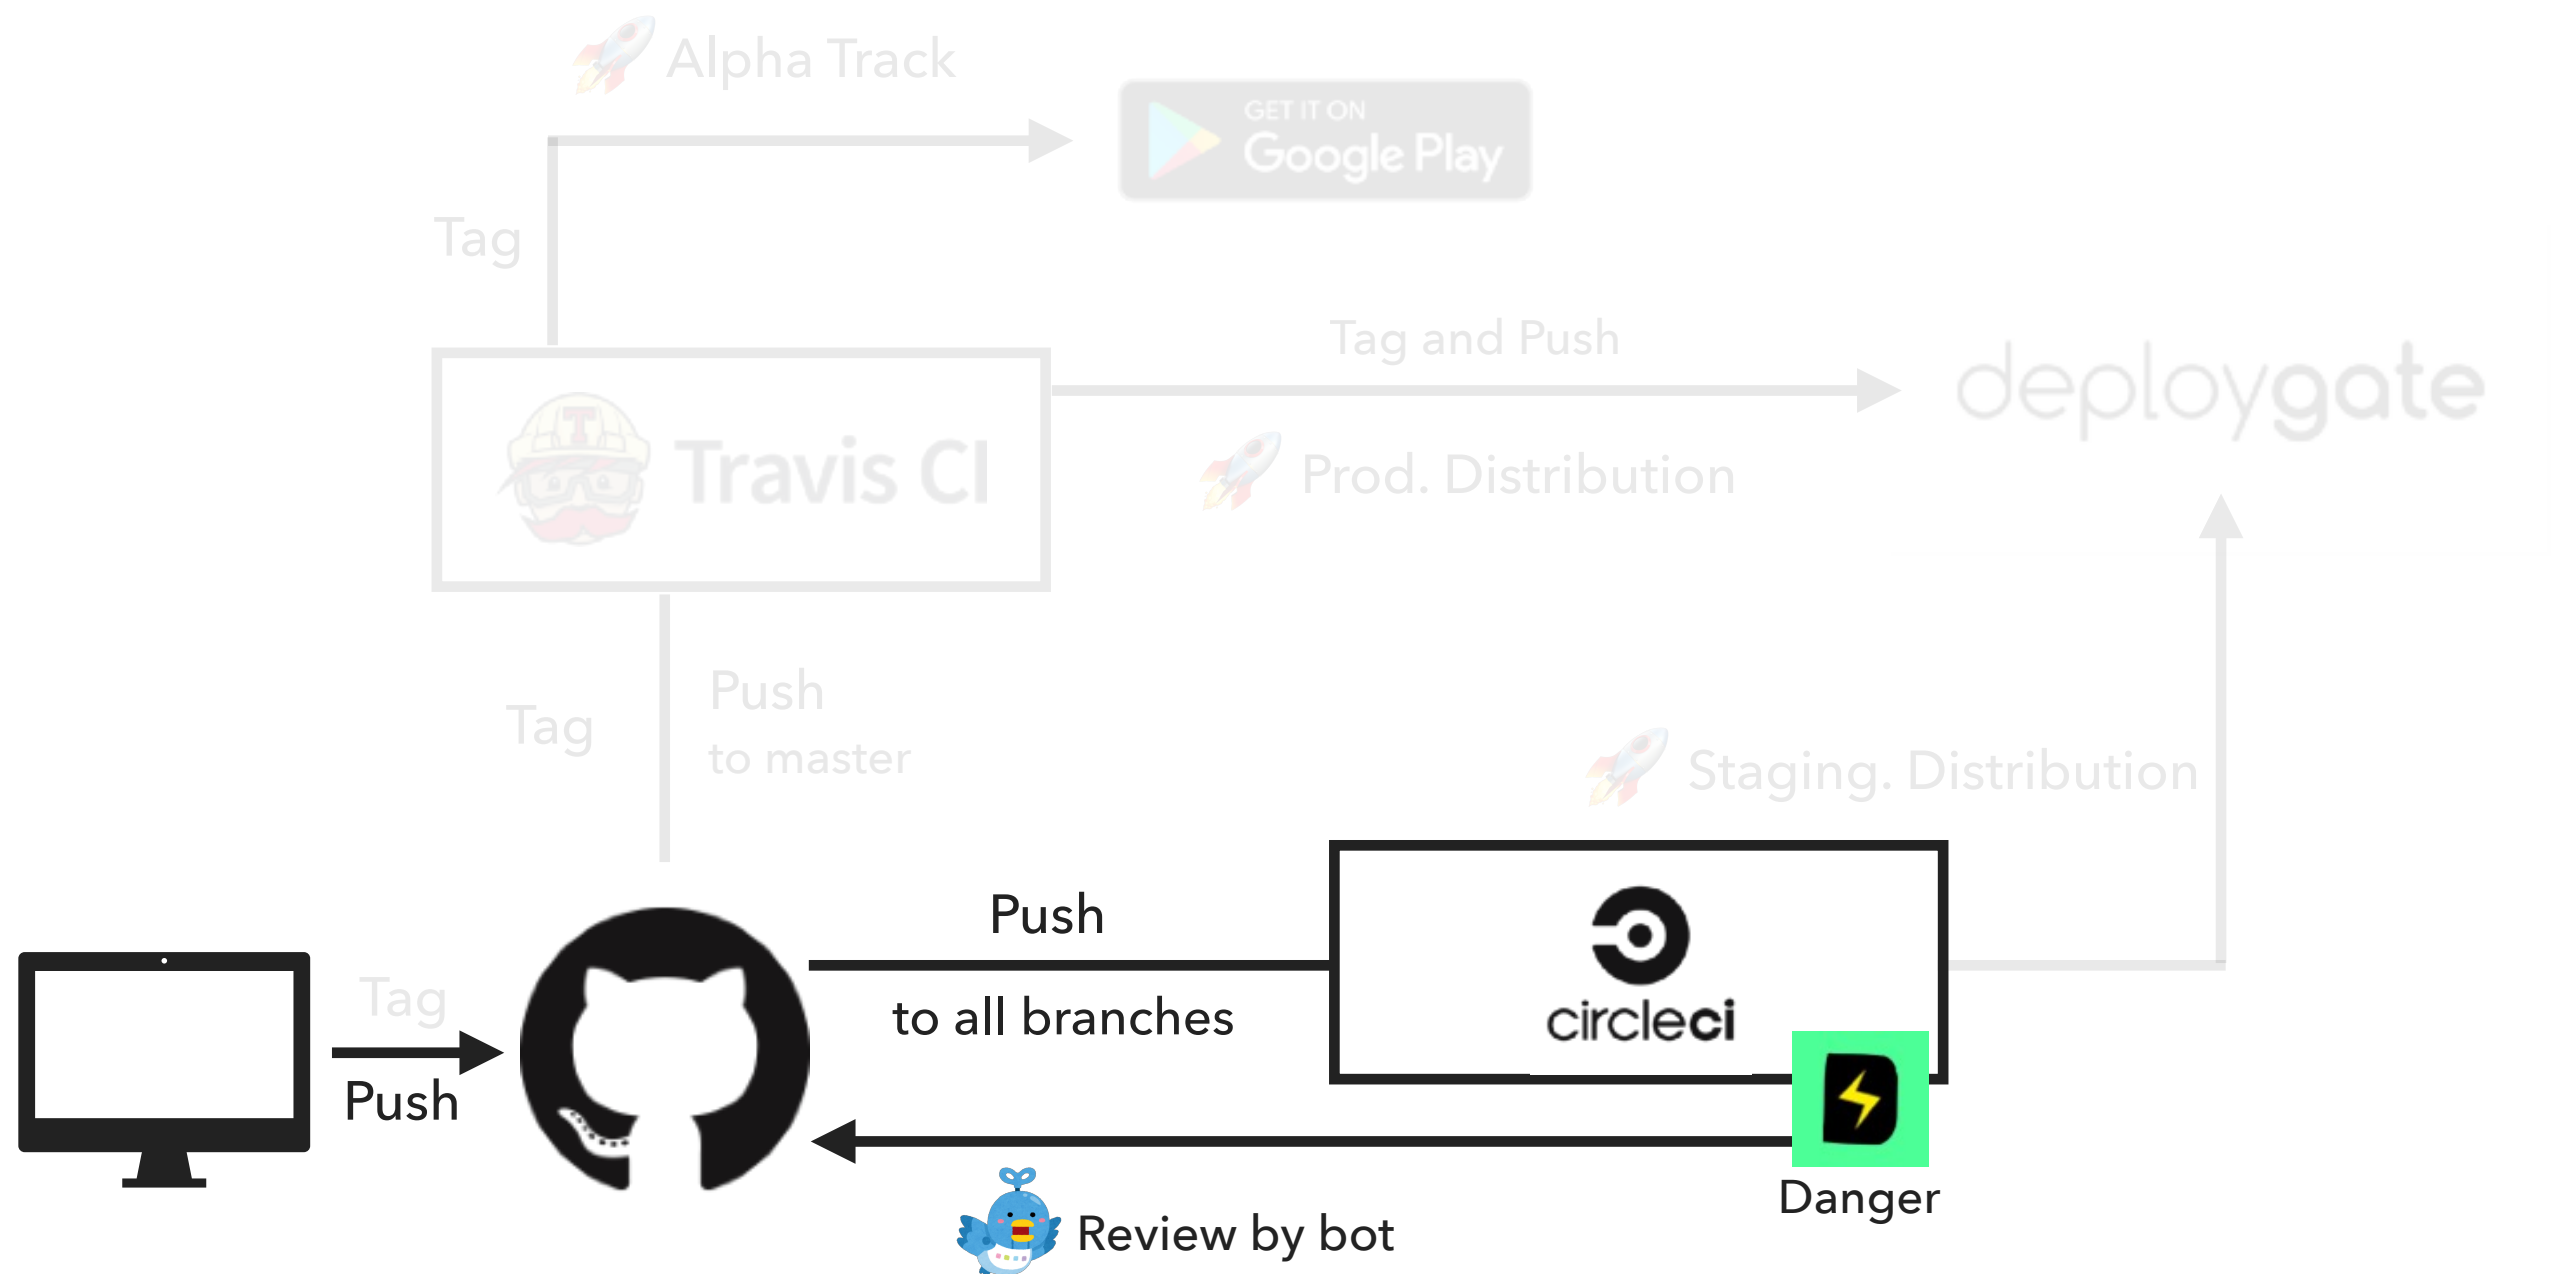 Alpha Track
GET IT ON
Google Play
Tag
Tag and Push
deploygate
Travis CI
Prod. Distribution
Tag
Push
to master
Staging. Distribution
Tag
Push
Push
to all branches
circleci
Danger
Review by bot